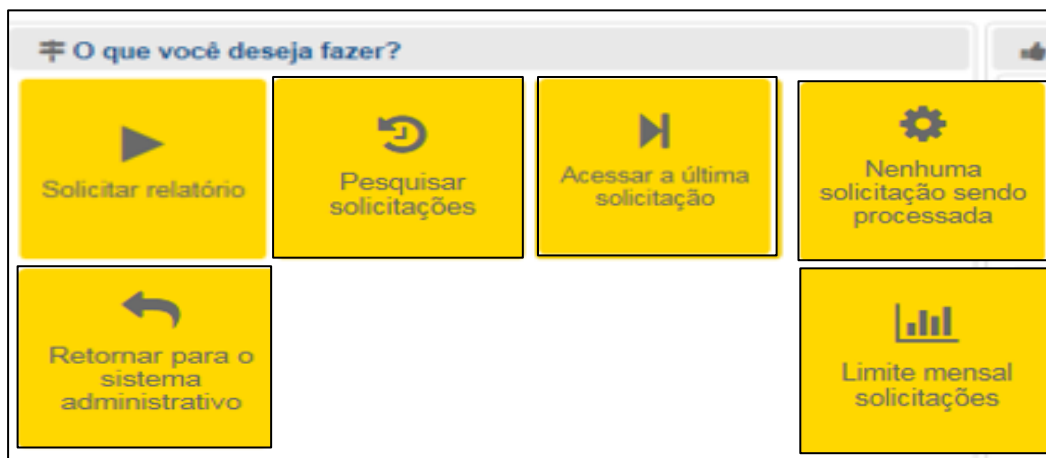 O que você deseja fazer?
Solicitar relatório
Pesquisar
solicitações
Acessar a última
solicitação
Nenhuma
solicitação sendo
processada
Retornar para o
sistema
administrativo
Limite mensal
solicitações